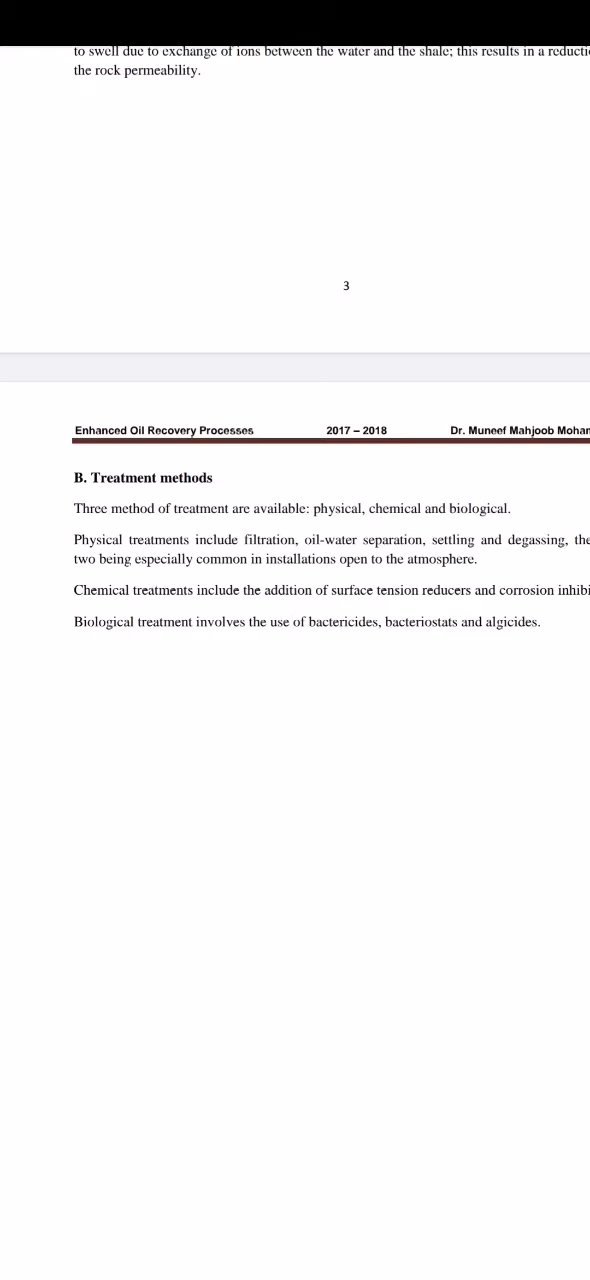 to swell due to exchange of ions between the water and the shale; this results in a
the rock permeability.
3
Enhanced Oil Recovery Processes 2017 – 2018 Dr. Muneef Mahjoob
B. Treatment methods
Three method of treatment are available: physical, chemical and biological.
Physical treatments include filtration, oil-water separation, settling and degassing,
two being especially common in installations open to the atmosphere.
Chemical treatments include the addition of surface tension reducers and corrosion
Biological treatment involves the use of bactericides, bacteriostats and algicides.